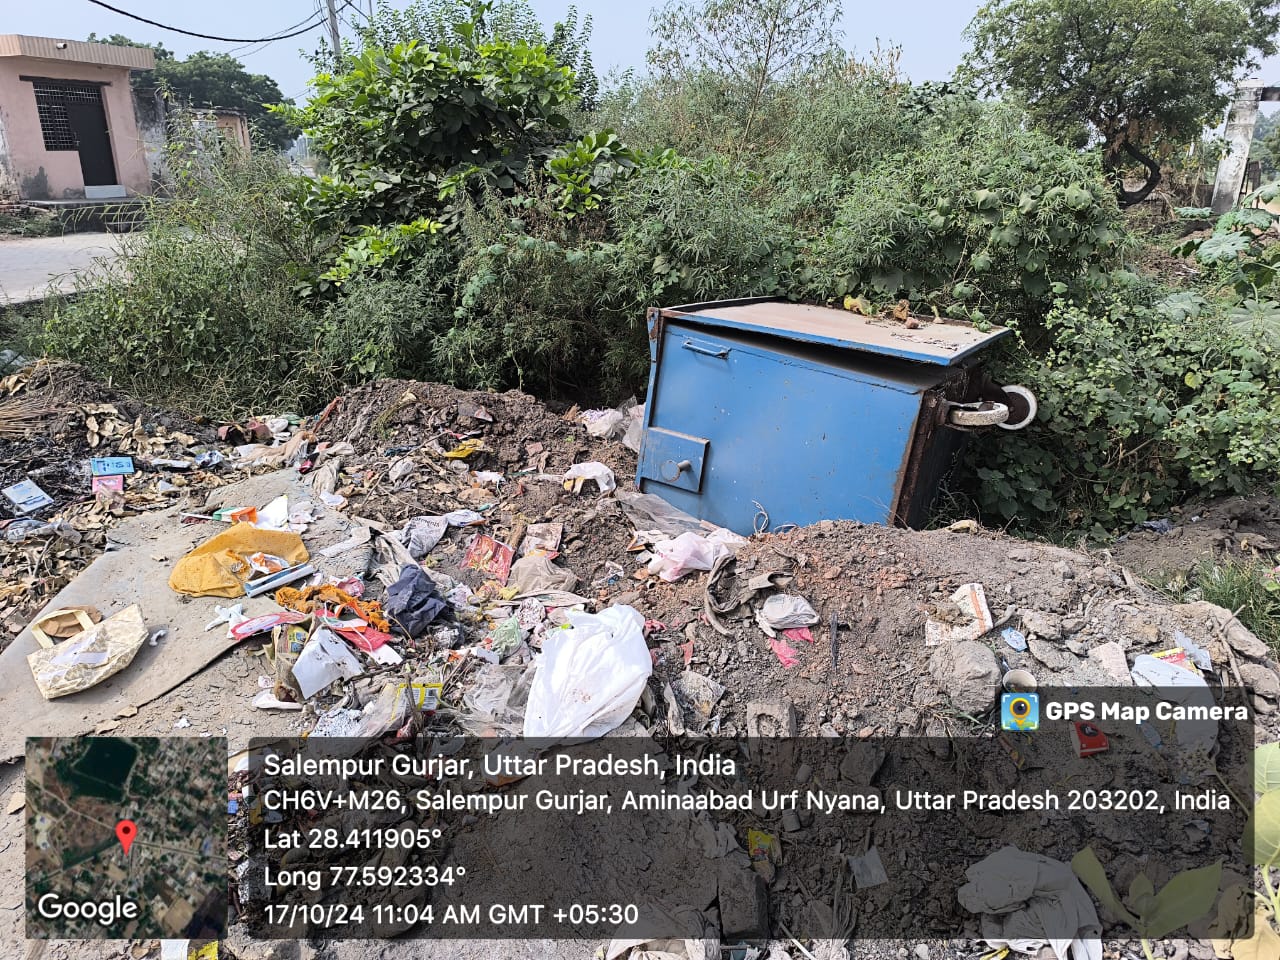 GPS Map Camera
Salempur Gurjar, Uttar Pradesh, India
CH6V+M26, Salempur Gurjar, Aminaabad Urf Nyana, Uttar Pradesh 203202, India
Lat 28.411905°
Long 77.592334°
17/10/24 11:04 AM GMT +05:30
Google